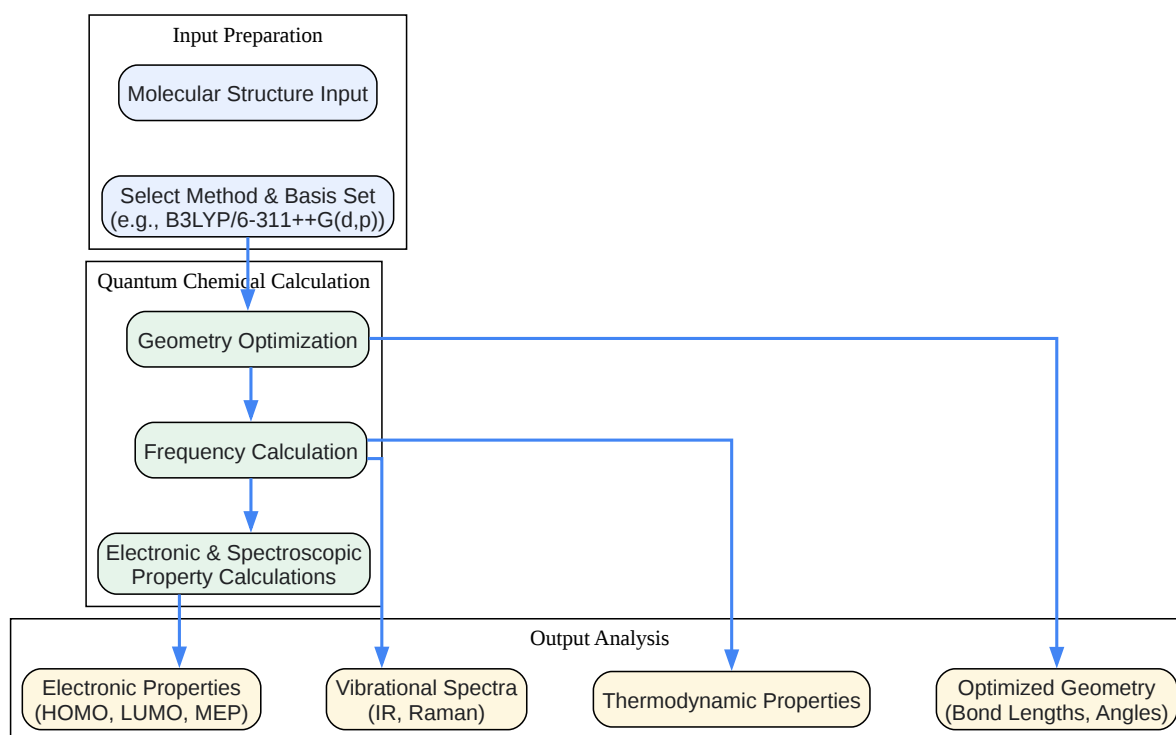 Input Preparation
Molecular Structure Input
Select Method & Basis Set
(e.g., B3LYP/6-311++G(d,p))
Quantum Chemical Calculation
Geometry Optimization
Frequency Calculation
Electronic & Spectroscopic
Property Calculations
Output Analysis
Electronic Properties
(HOMO, LUMO, MEP)
Vibrational Spectra
(IR, Raman)
Thermodynamic Properties
Optimized Geometry
(Bond Lengths, Angles)